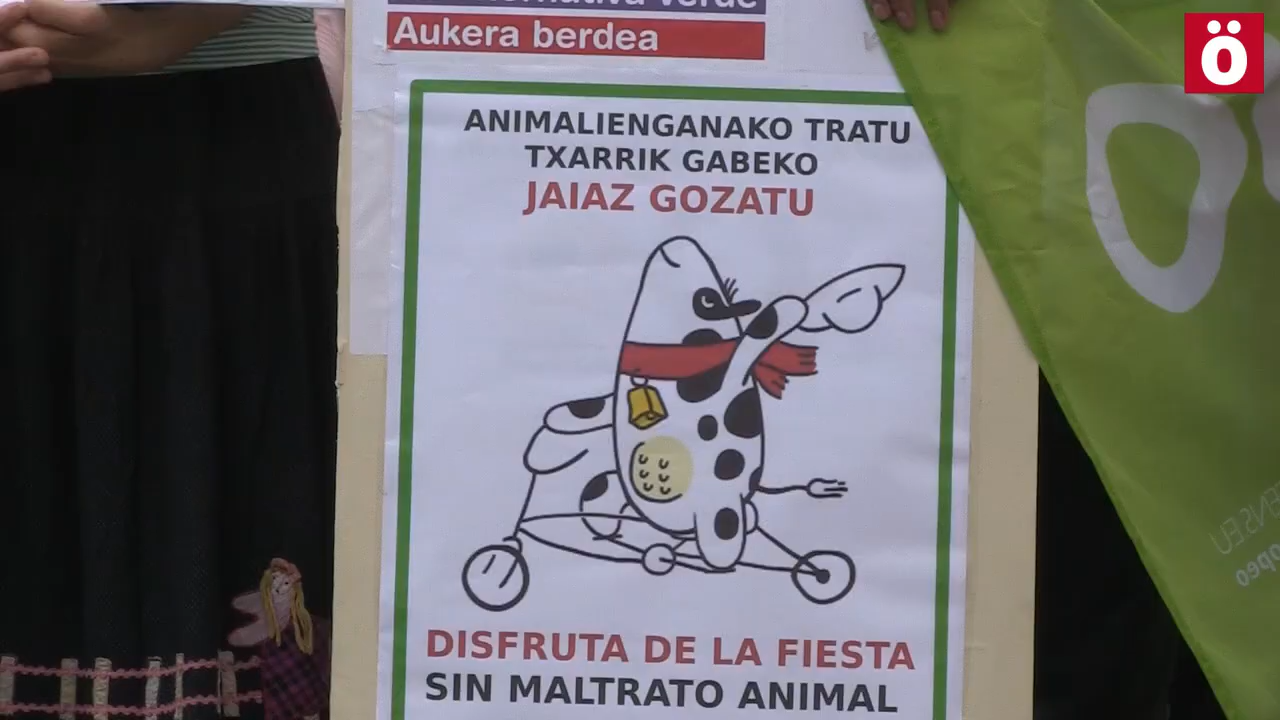 Aukera berdea
Ö
ANIMALIENGANAKO TRATU
TXARRIK GABEKO
JAIAZ GOZATU
DISFRUTA DE LA FIESTA
SIN MALTRATO ANIMAL